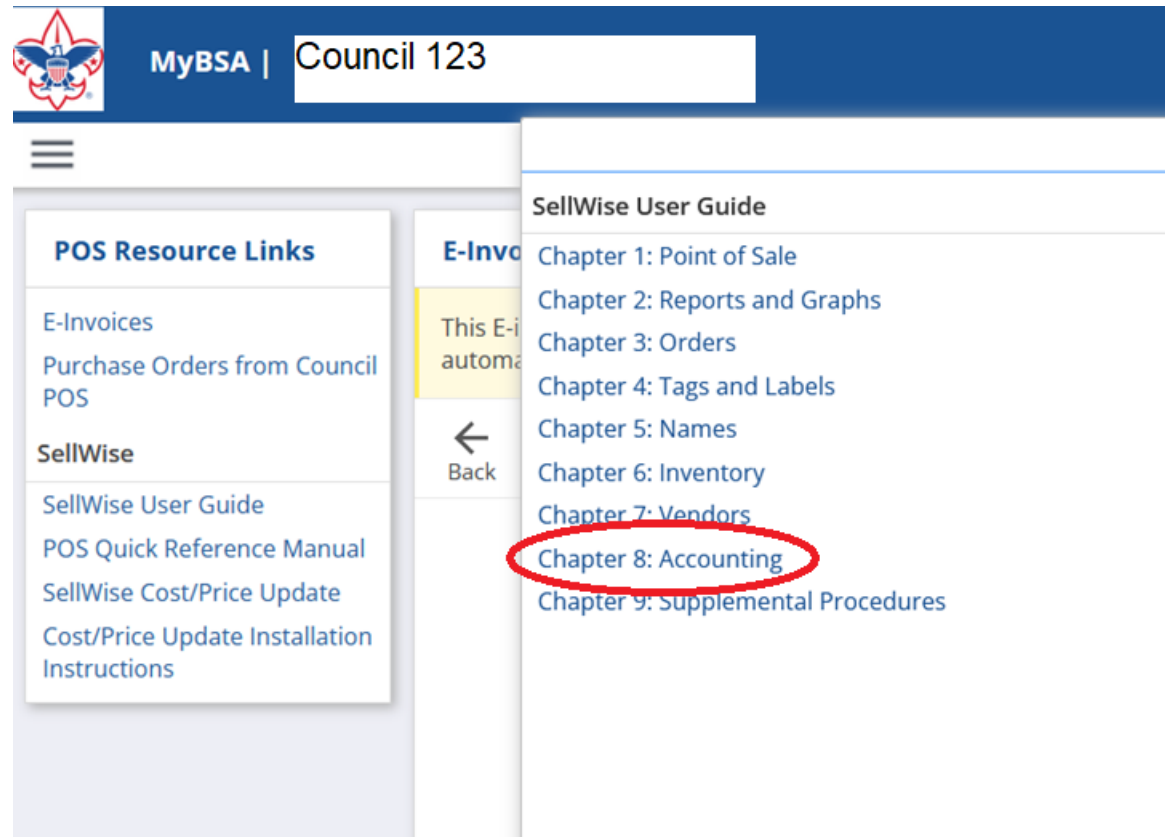 MyBSA | Council 123
POS Resource Links
E-Invoices
Purchase Orders from Council
POS
SellWise
SellWise User Guide
POS Quick Reference Manual
SellWise Cost/Price Update
Cost/Price Update Installation
Instructions
E-Invo
This E-i
automa
Back
SellWise User Guide
Chapter 1: Point of Sale
Chapter 2: Reports and Graphs
Chapter 3: Orders
Chapter 4: Tags and Labels
Chapter 5: Names
Chapter 6: Inventory
Chapter 7: Vendors
Chapter 8: Accounting
Chapter 9: Supplemental Procedures